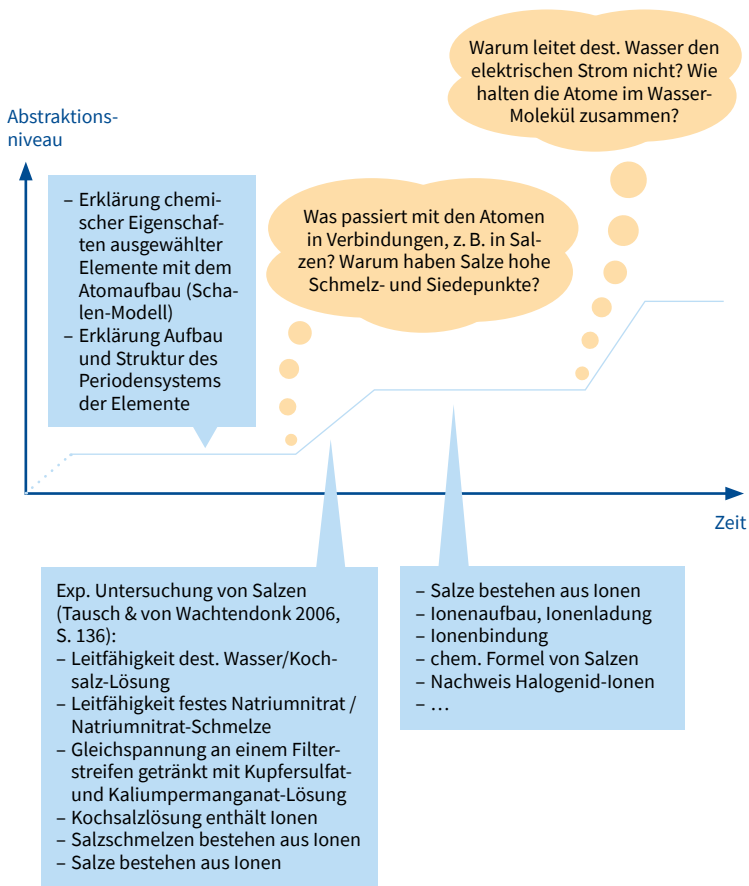 Warum leitet dest. Wasser den
elektrischen Strom nicht? Wie
halten die Atome im Wasser-
Molekül zusammen?
Abstraktions-
niveau
– Erklärung chemi-
scher Eigenschaf-
ten ausgewählter
Elemente mit dem
Atomaufbau (Scha-
len-Modell)
– Erklärung Aufbau
und Struktur des
Periodensystems
der Elemente
Was passiert mit den Atomen
in Verbindungen, z. B. in Sal-
zen? Warum haben Salze hohe
Schmelz- und Siedepunkte?
Zeit
Exp. Untersuchung von Salzen
(Tausch & von Wachtendonk 2006,
S. 136):
– Leitfähigkeit dest. Wasser/Koch-
salz-Lösung
– Leitfähigkeit festes Natriumnitrat /
Natriumnitrat-Schmelze
– Gleichspannung an einem Filter-
streifen getränkt mit Kupfersulfat-
und Kaliumpermanganat-Lösung
– Kochsalzlösung enthält Ionen
– Salzschmelzen bestehen aus Ionen
– Salze bestehen aus Ionen
– Salze bestehen aus Ionen
– Ionenaufbau, Ionenladung
– Ionenbindung
– chem. Formel von Salzen
– Nachweis Halogenid-Ionen
– …